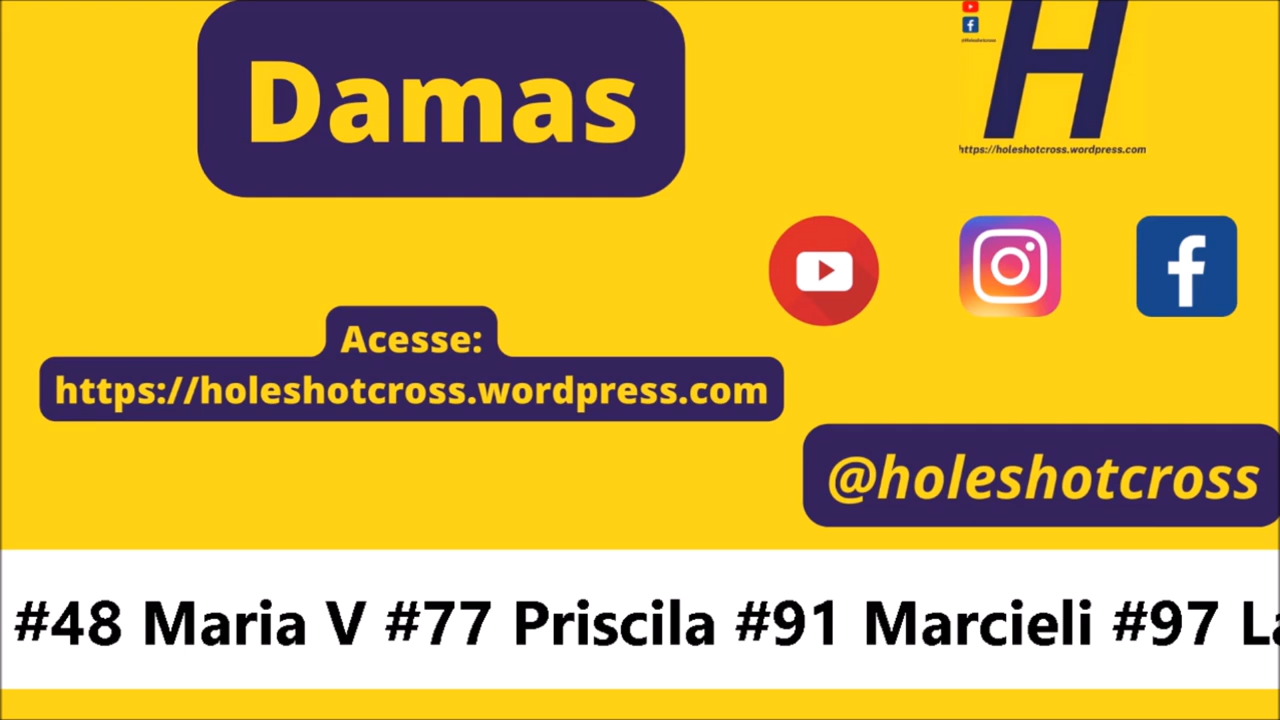 Damas
H
https://holeshotcross.wordpress.com
Acesse:
https://holeshotcross.wordpress.com
@holeshotcross
#48 Maria V #77 Priscila #91 Marcieli #97